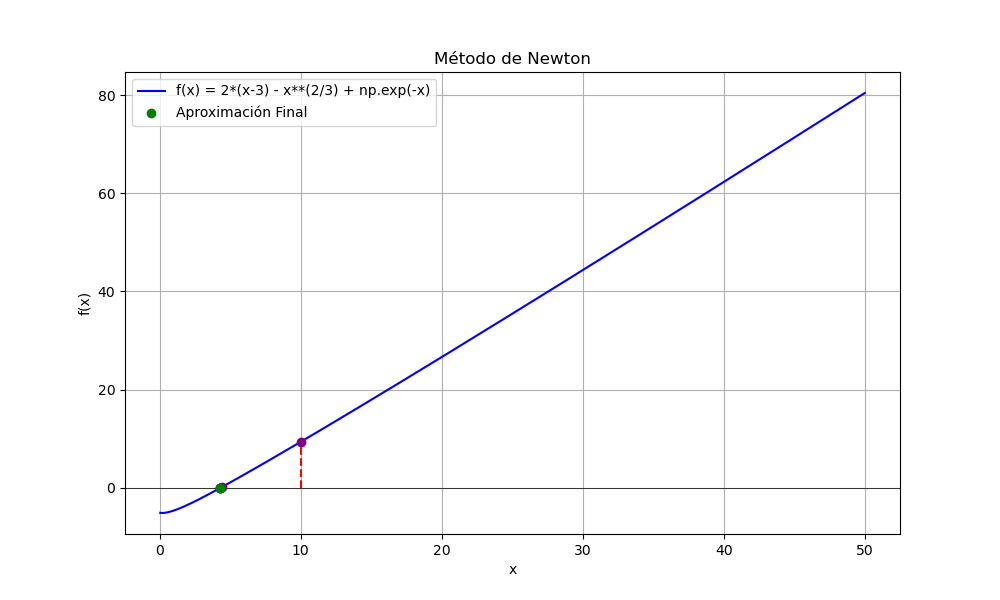 Método de Newton
f(x) = 2*(x-3) - x**(2/3) + np.exp(-x)
Aproximación Final
80
60
40
20
0
f(x)
0 10 20 30 40 50
x